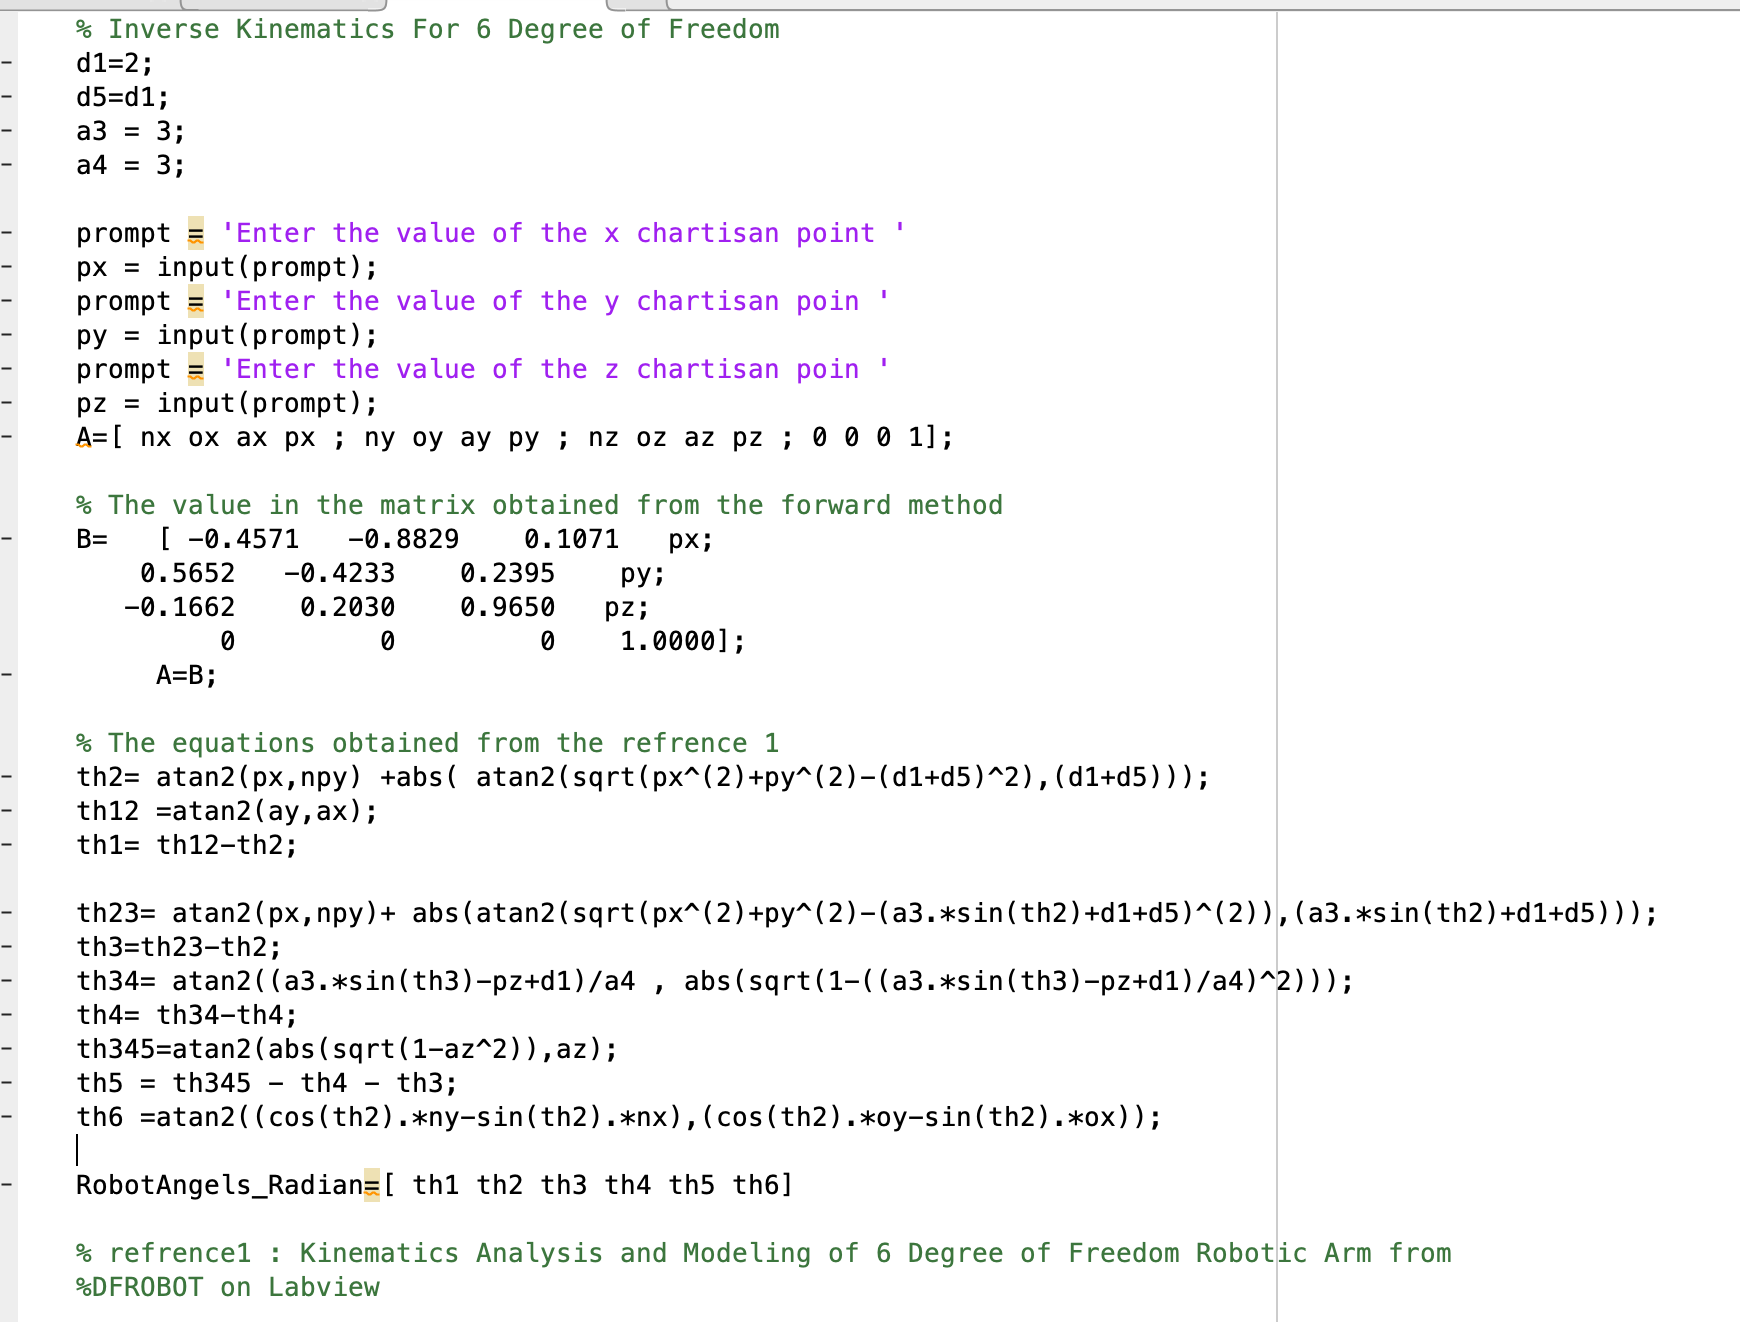 % Inverse Kinematics For 6 Degree of Freedom
d1=2;
d5=d1;
a3 = 3;
a4 = 3;
prompt = 'Enter the value of the x chartisan point '
px = input(prompt);
prompt = 'Enter the value of the y chartisan poin '
py = input(prompt);
prompt = 'Enter the value of the z chartisan poin '
pz = input(prompt);
A=[ nx ox ax px ; ny oy ay py ; nz oz az pz ; 0 0 0 1];
% The value in the matrix obtained from the forward method
B=   [ -0.4571   -0.8829    0.1071   px;
    0.5652   -0.4233    0.2395    py;
   -0.1662    0.2030    0.9650   pz;
         0         0         0    1.0000];
     A=B;
% The equations obtained from the refrence 1
th2= atan2(px,npy) +abs( atan2(sqrt(px^(2)+py^(2)-(d1+d5)^2),(d1+d5)));
th12 =atan2(ay,ax);
th1= th12-th2;
th23= atan2(px,npy)+ abs(atan2(sqrt(px^(2)+py^(2)-(a3.*sin(th2)+d1+d5)^(2)),(a3.*sin(th2)+d1+d5)));
th3=th23-th2;
th34= atan2((a3.*sin(th3)-pz+d1)/a4 , abs(sqrt(1-((a3.*sin(th3)-pz+d1)/a4)^2)));
th4= th34-th4;
th345=atan2(abs(sqrt(1-az^2)),az);
th5 = th345 - th4 - th3;
th6 =atan2((cos(th2).*ny-sin(th2).*nx),(cos(th2).*oy-sin(th2).*ox));
RobotAngels_Radian=[ th1 th2 th3 th4 th5 th6]
% refrence1 : Kinematics Analysis and Modeling of 6 Degree of Freedom Robotic Arm from
%DFROBOT on Labview